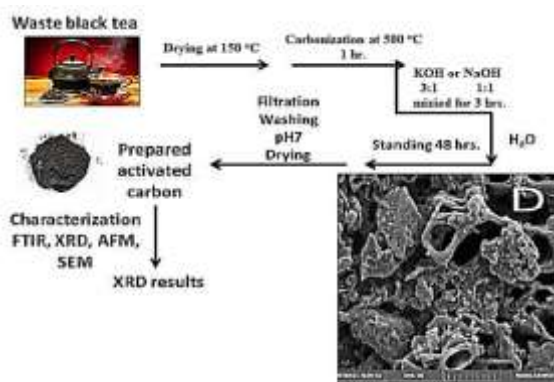 Waste black tea
Drying at 150 °C
Carbonization at 500 °C
1 hr.
KOH or NaOH
3:1 1:1
mixied for 3 hrs.
H₂O
Standing 48 hrs.
Filtration
Washing
pH7
Drying
Prepared
activated
carbon
Characterization
FTIR, XRD, AFM,
SEM
XRD results
D